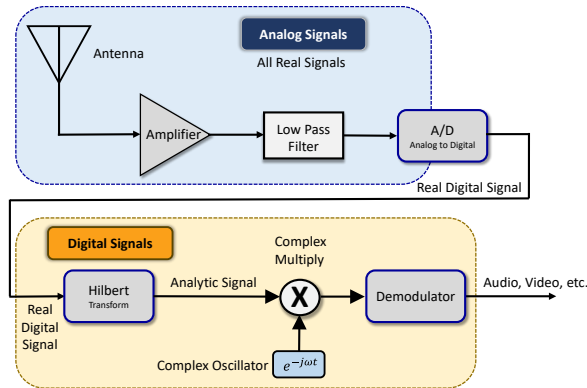 Analog Signals
All Real Signals
Antenna
Amplifier
Low Pass
Filter
A/D
Analog to Digital
Real Digital Signal
Digital Signals
Complex
Multiply
Hilbert
Transform
Analytic Signal
X
Demodulator
Audio, Video, etc.
Real
Digital
Signal
Complex Oscillator
e^{-jωt}